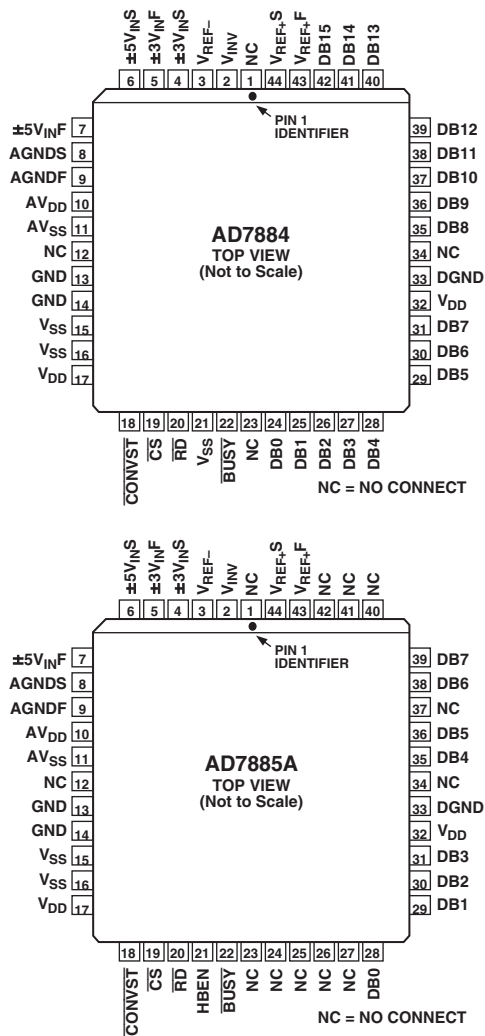 ±5VINS
±3VINF
±3VINS
VREF–
VINV
NC
VREF+S
VREF+F
DB15
DB14
DB13
6 5 4 3 2 1 44 43 42 41 40
PIN 1
IDENTIFIER
±5VINF 7
AGNDS 8
AGNDF 9
AVDD 10
AVSS 11
NC 12
GND 13
GND 14
VSS 15
VSS 16
VDD 17
AD7884
TOP VIEW
(Not to Scale)
39 DB12
38 DB11
37 DB10
36 DB9
35 DB8
34 NC
33 DGND
32 VDD
31 DB7
30 DB6
29 DB5
18 19 20 21 22 23 24 25 26 27 28
CONVST
CS
RD
VSS
BUSY
NC
DB0
DB1
DB2
DB3
DB4
NC = NO CONNECT
±5VINS
±3VINF
±3VINS
VREF–
VINV
NC
VREF+S
VREF+F
NC
NC
NC
6 5 4 3 2 1 44 43 42 41 40
PIN 1
IDENTIFIER
±5VINF 7
AGNDS 8
AGNDF 9
AVDD 10
AVSS 11
NC 12
GND 13
GND 14
VSS 15
VSS 16
VDD 17
AD7885A
TOP VIEW
(Not to Scale)
39 DB7
38 DB6
37 NC
36 DB5
35 DB4
34 NC
33 DGND
32 VDD
31 DB3
30 DB2
29 DB1
18 19 20 21 22 23 24 25 26 27 28
CONVST
CS
RD
HBEN
BUSY
NC
NC
NC
NC
NC
DB0
NC = NO CONNECT